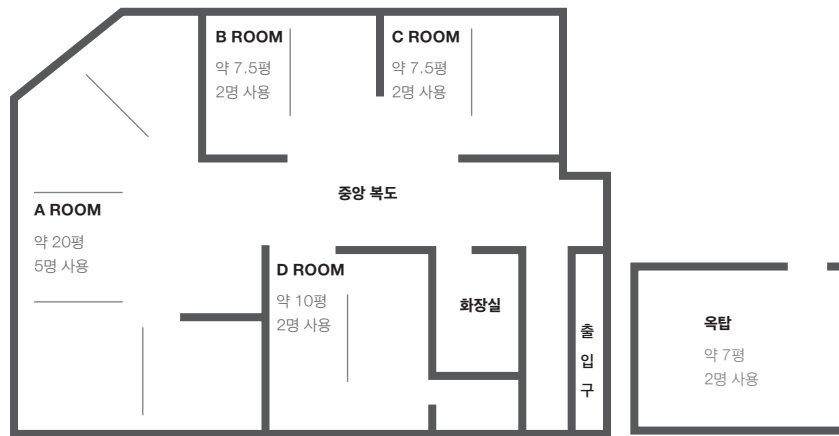 B ROOM
약 7.5평
2명 사용
C ROOM
약 7.5평
2명 사용
중앙 복도
A ROOM
약 20평
5명 사용
D ROOM
약 10평
2명 사용
화장실
출
입
구
옥탑
약 7평
2명 사용